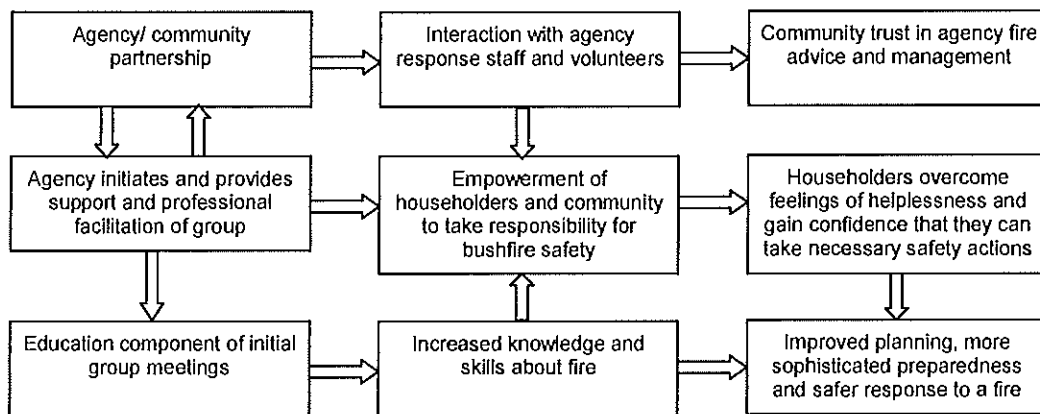 Agency/ community
partnership
Interaction with agency
response staff and volunteers
Community trust in agency fire
advice and management
Agency initiates and provides
support and professional
facilitation of group
Empowerment of
householders and community
to take responsibility for
bushfire safety
Householders overcome
feelings of helplessness and
gain confidence that they can
take necessary safety actions
Education component of initial
group meetings
Increased knowledge and
skills about fire
Improved planning, more
sophisticated preparedness
and safer response to a fire